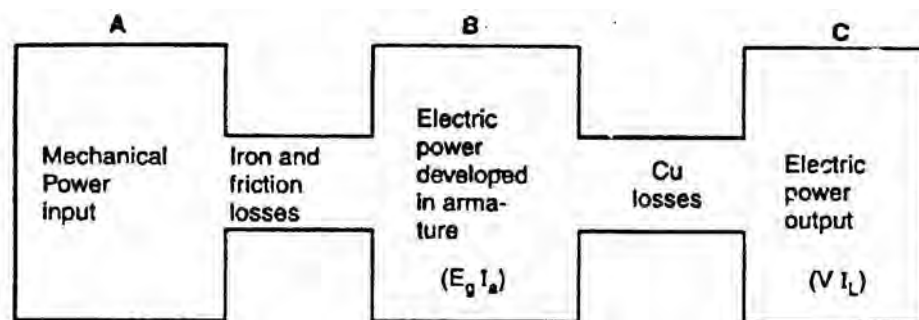 A
B
C
Mechanical
Power
input
Iron and
friction
losses
Electric
power
developed
in arma-
ture
(E_g I_a)
Cu
losses
Electric
power
output
(V I_L)